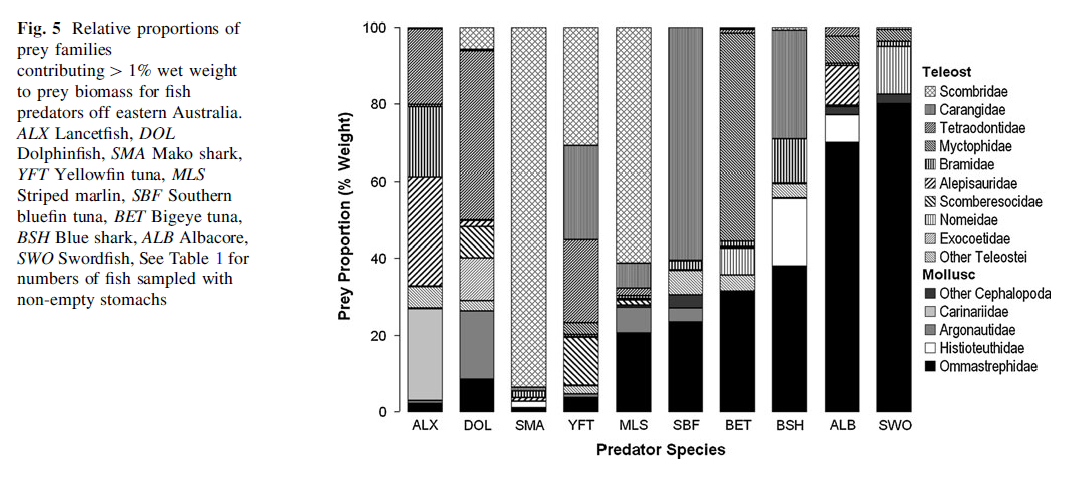 Fig. 5 Relative proportions of
prey families
contributing > 1% wet weight
to prey biomass for fish
predators off eastern Australia.
ALX Lancetfish, DOL
Dolphinfish, SMA Mako shark,
YFT Yellowfin tuna, MLS
Striped marlin, SBF Southern
bluefin tuna, BET Bigeye tuna,
BSH Blue shark, ALB Albacore,
SWO Swordfish, See Table 1 for
numbers of fish sampled with
non-empty stomachs
Prey Proportion (% Weight)
100
80
60
40
20
0
ALX DOL SMA YFT MLS SBF BET BSH ALB SWO
Predator Species
Teleost
Scombridae
Carangidae
Tetraodontidae
Myctophidae
Bramidae
Alepisauridae
Scomberesocidae
Nomeidae
Exocoetidae
Other Teleostei
Mollusc
Other Cephalopoda
Carinariidae
Argonautidae
Histioteuthidae
Ommastrephidae